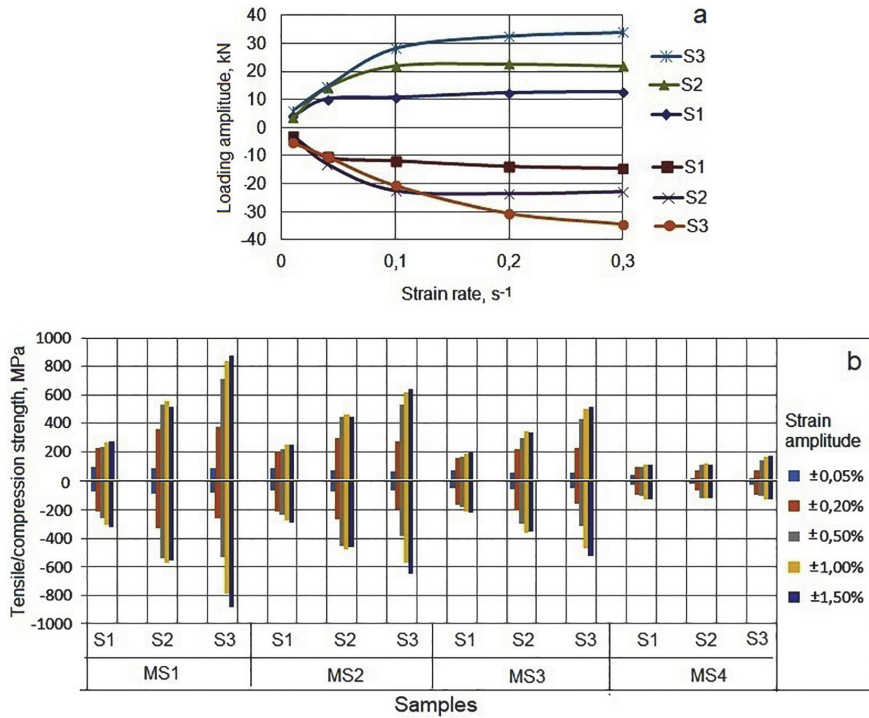 a
Loading amplitude, kN
40
30
20
10
0
-10
-20
-30
-40
0
0,1
0,2
0,3
Strain rate, s-1
S3
S2
S1
S1
S2
S3
b
Tensile/compression strength, MPa
1000
800
600
400
200
0
-200
-400
-600
-800
-1000
S1 S2 S3 S1 S2 S3 S1 S2 S3 S1 S2 S3
MS1 MS2 MS3 MS4
Samples
Strain
amplitude
±0,05%
±0,20%
±0,50%
±1,00%
±1,50%